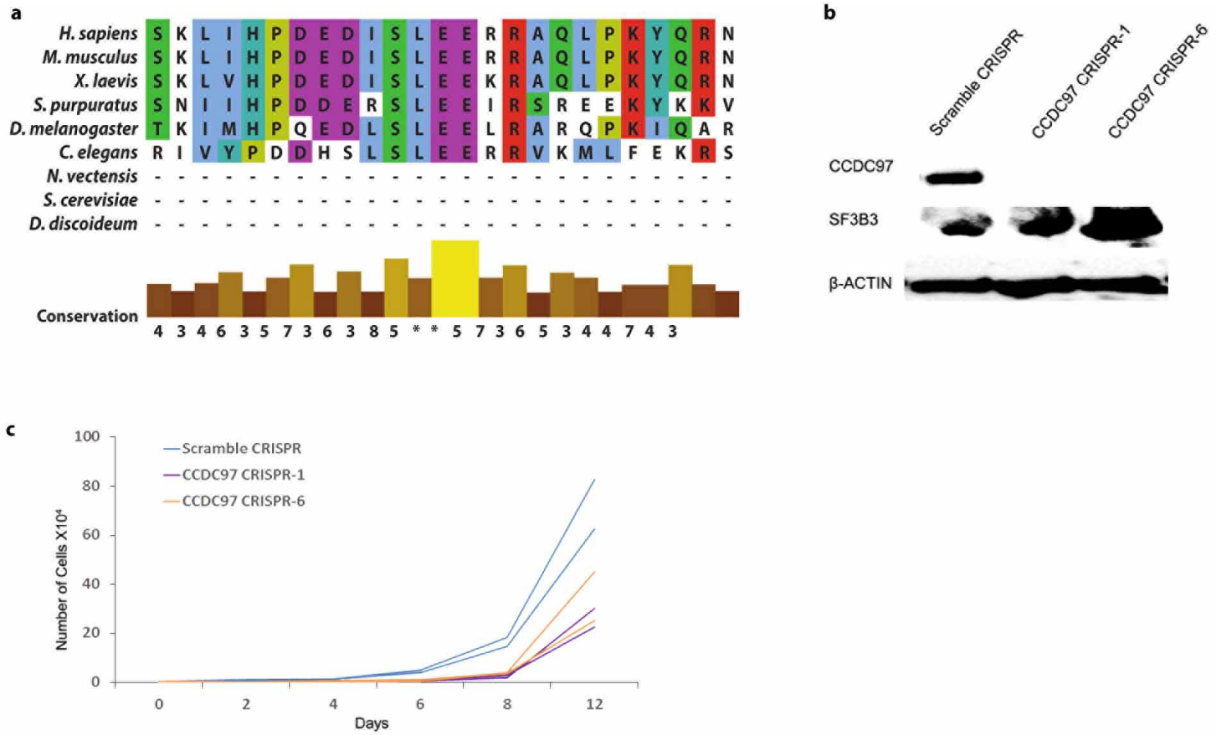 a
H. sapiens S K L I H P D E D I S L E E R R A Q L P K Y Q R N
M. musculus S K L I H P D E D I S L E E R R A Q L P K Y Q R N
X. laevis S K L V H P D E D I S L E E K R A Q L P K Y Q R N
S. purpuratus S N I I H P D D E R S L E E I R S R E E K Y K K V
D. melanogaster T K I M H P Q E D L S L E E L R A R Q P K I Q A R
C. elegans R I V Y P D D H S L S L E E R R V K M L F E K R S
N. vectensis - - - - - - - - - - - - - - - - - - - - - - - - -
S. cerevisiae - - - - - - - - - - - - - - - - - - - - - - - - -
D. discoideum - - - - - - - - - - - - - - - - - - - - - - - - -
Conservation
4 3 4 6 3 5 7 3 6 3 8 5 * * 5 7 3 6 5 3 4 4 7 4 3
b
Scramble CRISPR
CCDC97 CRISPR-1
CCDC97 CRISPR-6
CCDC97
SF3B3
β-ACTIN
c
Number of Cells X10⁴
100
80
60
40
20
0
Scramble CRISPR
CCDC97 CRISPR-1
CCDC97 CRISPR-6
0 2 4 6 8 12
Days